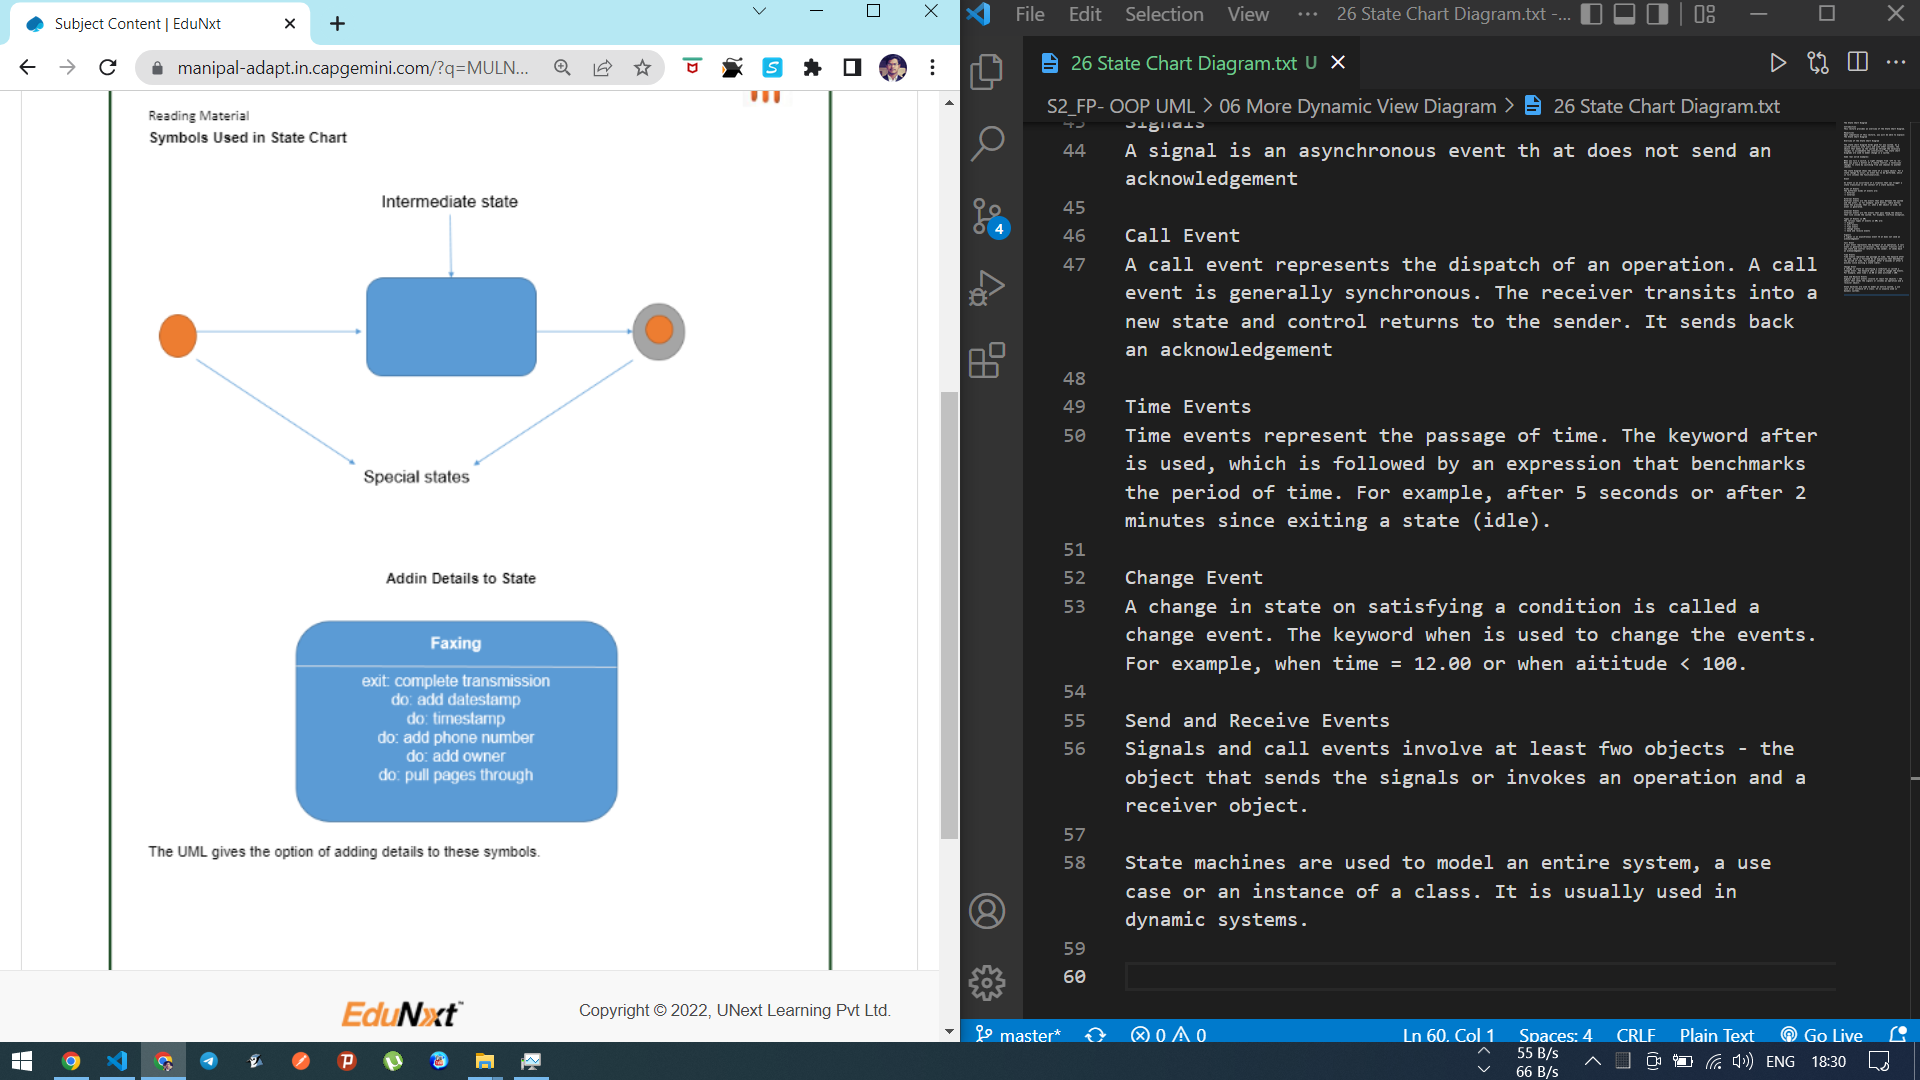 Subject Content | EduNxt
manipal-adapt.in.capgemini.com/?q=MULN...
Reading Material
Symbols Used in State Chart
Intermediate state
Special states
Addin Details to State
Faxing
exit: complete transmission
do: add datestamp
do: timestamp
do: add phone number
do: add owner
do: pull pages through
The UML gives the option of adding details to these symbols.
EduNxt™
Copyright © 2022, UNext Learning Pvt Ltd.
File Edit Selection View ··· 26 State Chart Diagram.txt -...
26 State Chart Diagram.txt U
S2_FP- OOP UML > 06 More Dynamic View Diagram > 26 State Chart Diagram.txt
43 Signals
44 A signal is an asynchronous event th at does not send an
acknowledgement
45
46 Call Event
47 A call event represents the dispatch of an operation. A call
event is generally synchronous. The receiver transits into a
new state and control returns to the sender. It sends back
an acknowledgement
48
49 Time Events
50 Time events represent the passage of time. The keyword after
is used, which is followed by an expression that benchmarks
the period of time. For example, after 5 seconds or after 2
minutes since exiting a state (idle).
51
52 Change Event
53 A change in state on satisfying a condition is called a
change event. The keyword when is used to change the events.
For example, when time = 12.00 or when aititude < 100.
54
55 Send and Receive Events
56 Signals and call events involve at least fwo objects - the
object that sends the signals or invokes an operation and a
receiver object.
57
58 State machines are used to model an entire system, a use
case or an instance of a class. It is usually used in
dynamic systems.
59
60
4
master* 0 0 Ln 60, Col 1 Spaces: 4 CRLF Plain Text Go Live
55 B/s
66 B/s
ENG 18:30